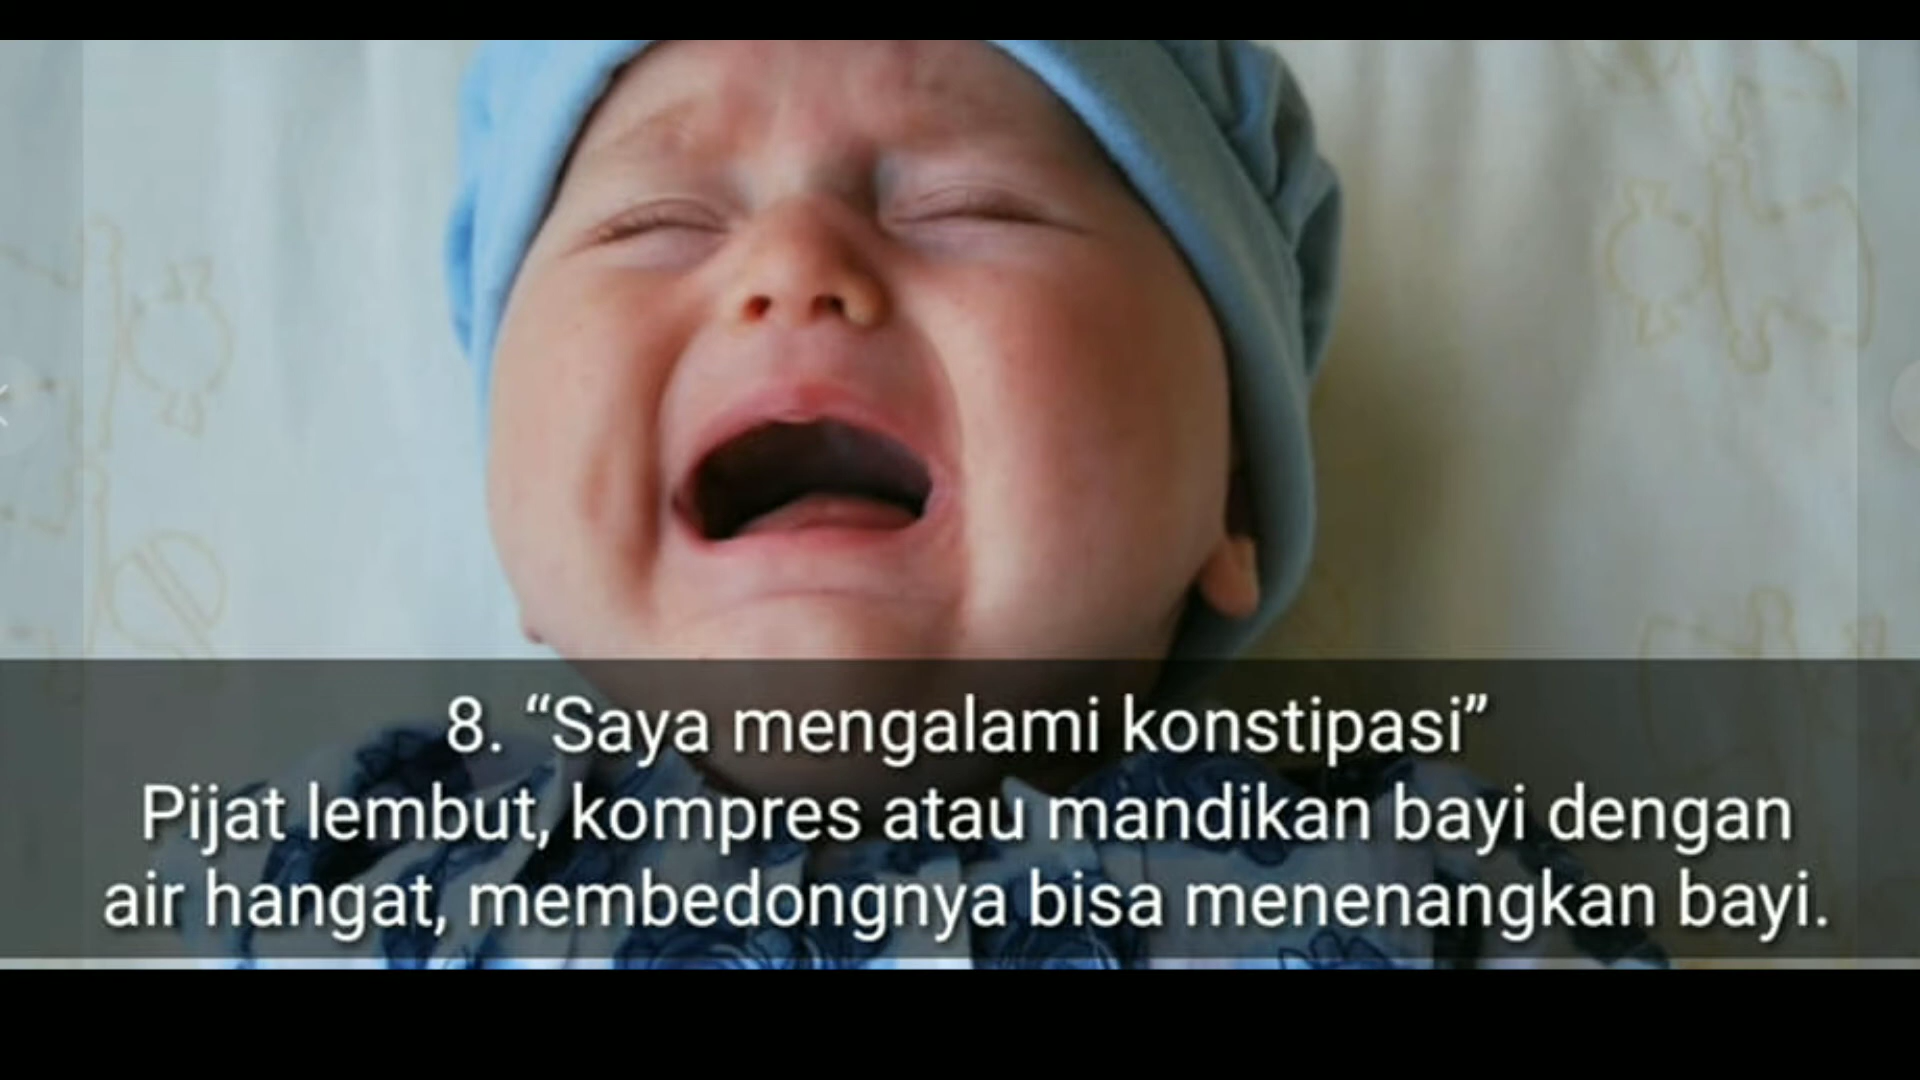 8. “Saya mengalami konstipasi”
Pijat lembut, kompres atau mandikan bayi dengan
air hangat, membedongnya bisa menenangkan bayi.